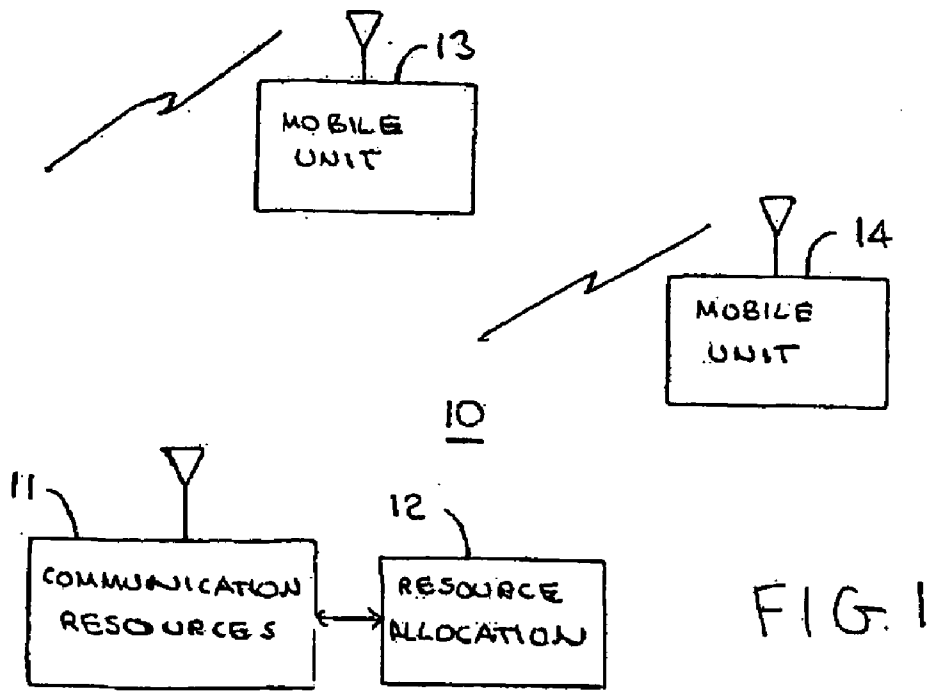 13
MOBILE
UNIT
14
MOBILE
UNIT
10
11
12
COMMUNICATION
RESOURCES
RESOURCE
ALLOCATION
FIG. 1